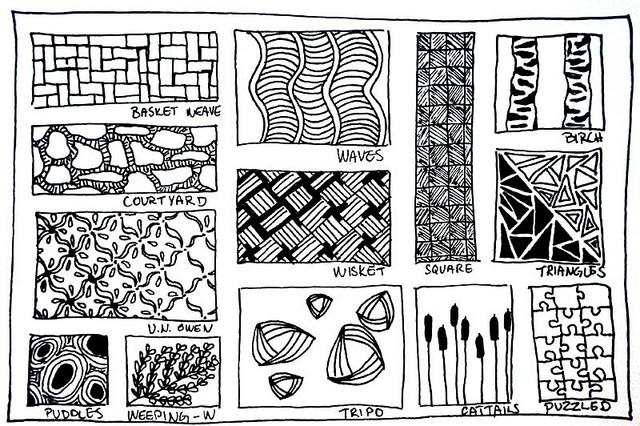 BASKET WEAVE
WAVES
BIRCH
COURTYARD
WISKET
SQUARE
TRIANGLES
U.N. OWEN
PUDDLES
WEEPING-W
TRIPO
CATTAILS
PUZZLED